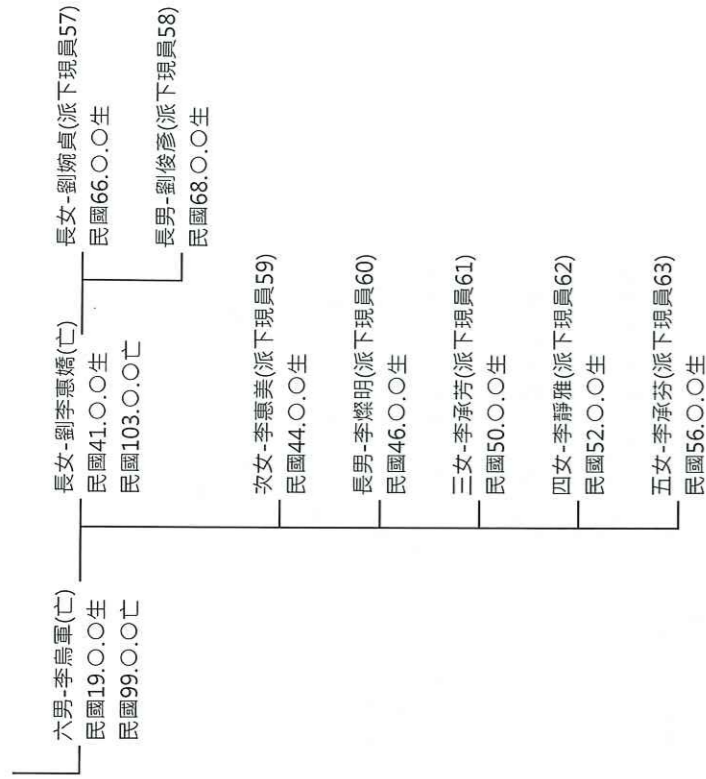 六男-李烏軍(亡)
民國19.○.○生
民國99.○.○亡
長女-劉李惠嬌(亡)
民國41.○.○生
民國103.○.○亡
長女-劉婉貞(派下現員57)
民國66.○.○生
長男-劉俊彥(派下現員58)
民國68.○.○生
次女-李惠美(派下現員59)
民國44.○.○生
長男-李燦明(派下現員60)
民國46.○.○生
三女-李承芳(派下現員61)
民國50.○.○生
四女-李靜雅(派下現員62)
民國52.○.○生
五女-李承芬(派下現員63)
民國56.○.○生